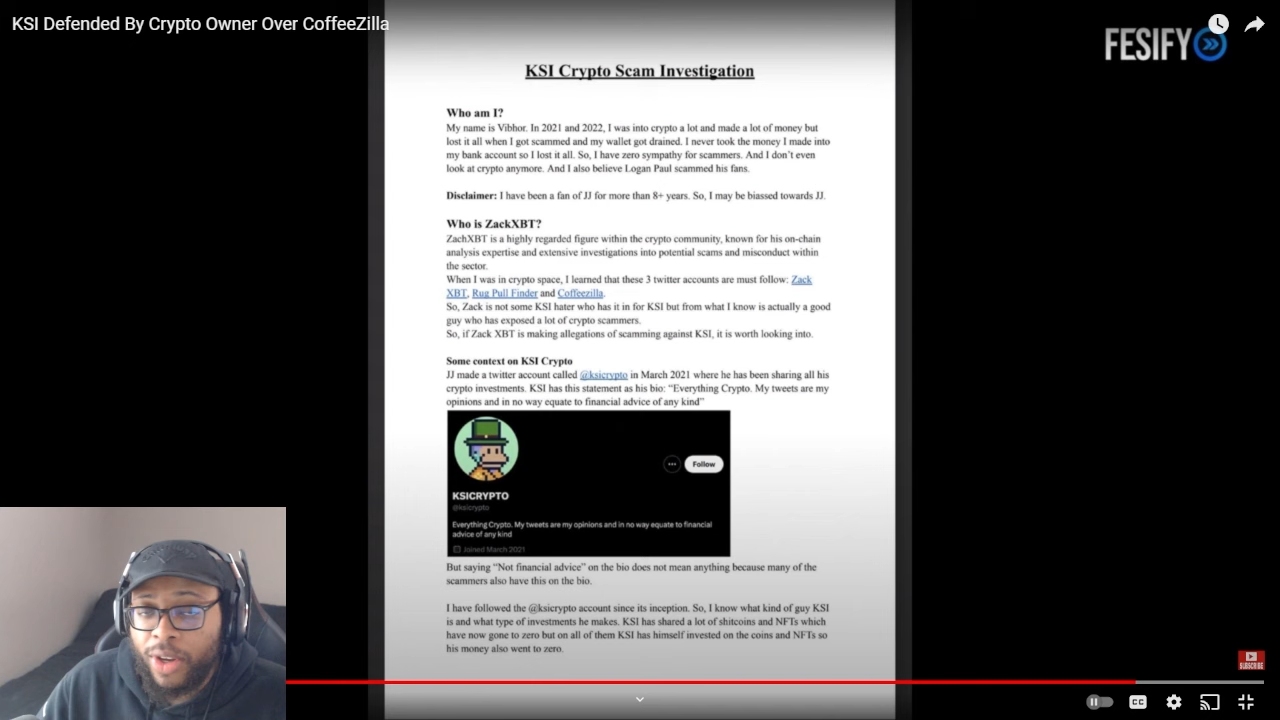 KSI Defended By Crypto Owner Over CoffeeZilla
FESIFY
KSI Crypto Scam Investigation
Who am I?
My name is Vibhor. In 2021 and 2022, I was into crypto a lot and made a lot of money but
lost it all when I got scammed and my wallet got drained. I never took the money I made into
my bank account so I lost it all. So, I have zero sympathy for scammers. And I don't even
look at crypto anymore. And I also believe Logan Paul scammed his fans.
Disclaimer: I have been a fan of JJ for more than 8+ years. So, I may be biassed towards JJ.
Who is ZackXBT?
ZachXBT is a highly regarded figure within the crypto community, known for his on-chain
analysis expertise and extensive investigations into potential scams and misconduct within
the sector.
When I was in crypto space, I learned that these 3 twitter accounts are must follow: Zack
XBT, Rug Pull Finder and Coffeezilla.
So, Zack is not some KSI hater who has it in for KSI but from what I know is actually a good
guy who has exposed a lot of crypto scammers.
So, if Zack XBT is making allegations of scamming against KSI, it is worth looking into.
Some context on KSI Crypto
JJ made a twitter account called @ksicrypto in March 2021 where he has been sharing all his
crypto investments. KSI has this statement as his bio: “Everything Crypto. My tweets are my
opinions and in no way equate to financial advice of any kind”
Follow
KSICRYPTO
@ksicrypto
Everything Crypto. My tweets are my opinions and in no way equate to financial
advice of any kind
Joined March 2021
But saying “Not financial advice” on the bio does not mean anything because many of the
scammers also have this on the bio.
I have followed the @ksicrypto account since its inception. So, I know what kind of guy KSI
is and what type of investments he makes. KSI has shared a lot of shitcoins and NFTs which
have now gone to zero but on all of them KSI has himself invested on the coins and NFTs so
his money also went to zero.
SUBSCRIBE
CC